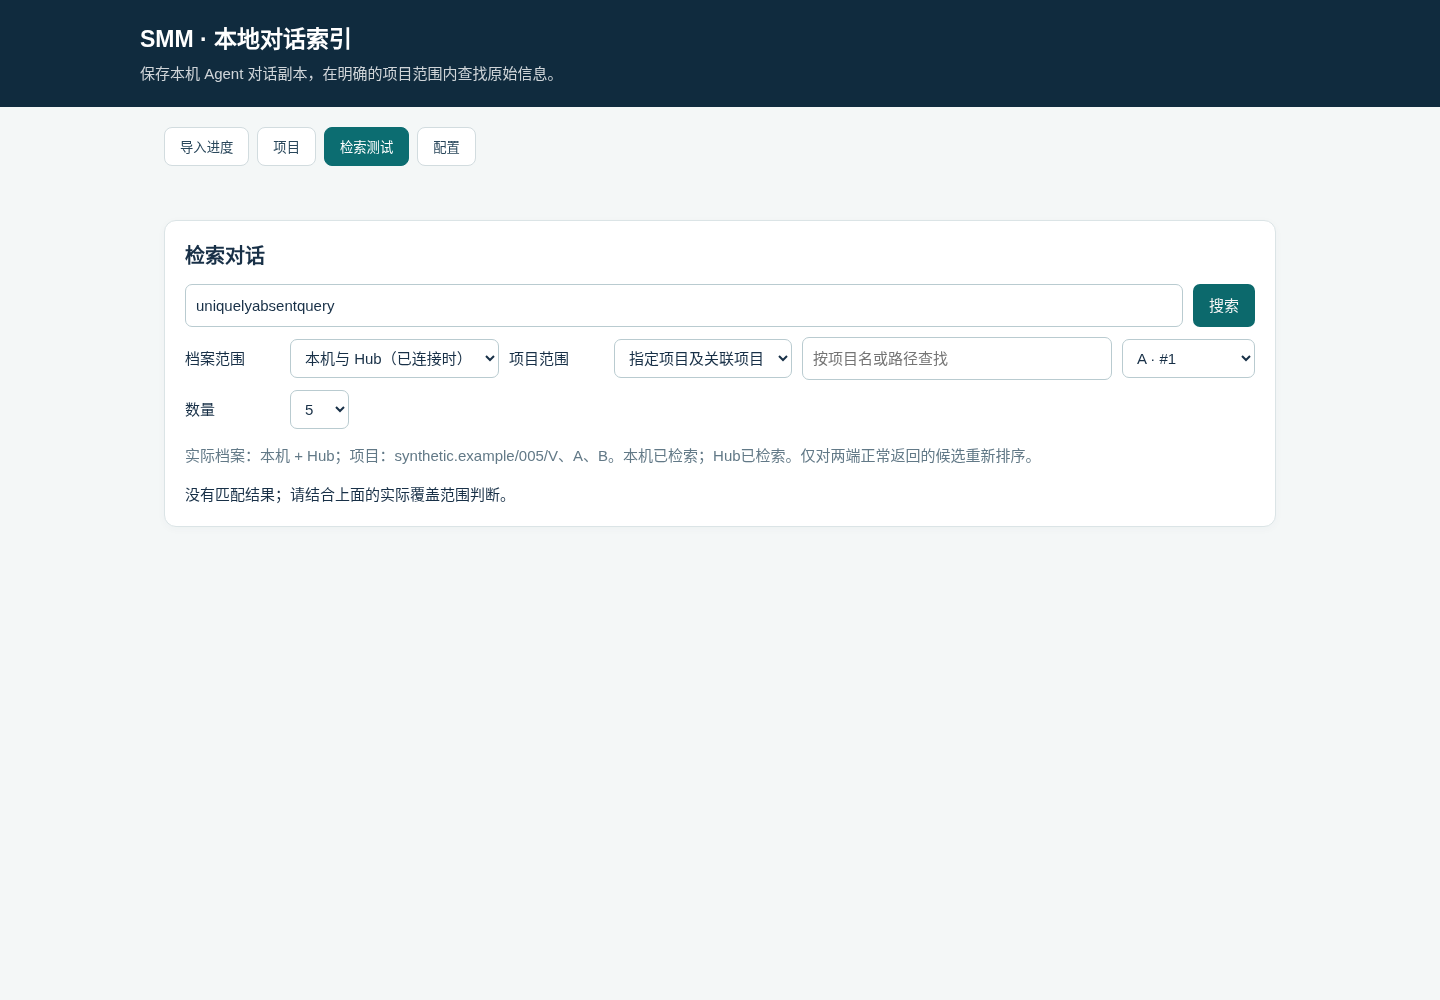 SMM · 本地对话索引
保存本机 Agent 对话副本，在明确的项目范围内查找原始信息。
导入进度 项目 检索测试 配置
检索对话
uniquelyabsentquery 搜索
档案范围 本机与 Hub（已连接时） 项目范围 指定项目及关联项目 按项目名或路径查找 A · #1
数量 5
实际档案：本机 + Hub；项目：synthetic.example/005/V、A、B。本机已检索；Hub已检索。仅对两端正常返回的候选重新排序。
没有匹配结果；请结合上面的实际覆盖范围判断。